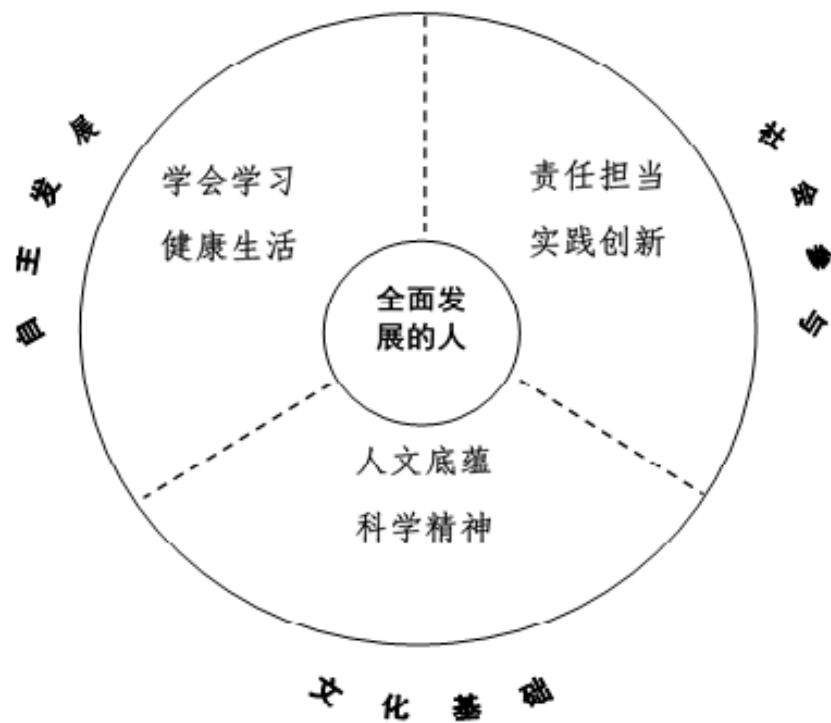 自主发展
社会参与
学会学习
健康生活
责任担当
实践创新
全面发
展的人
人文底蕴
科学精神
文化基础